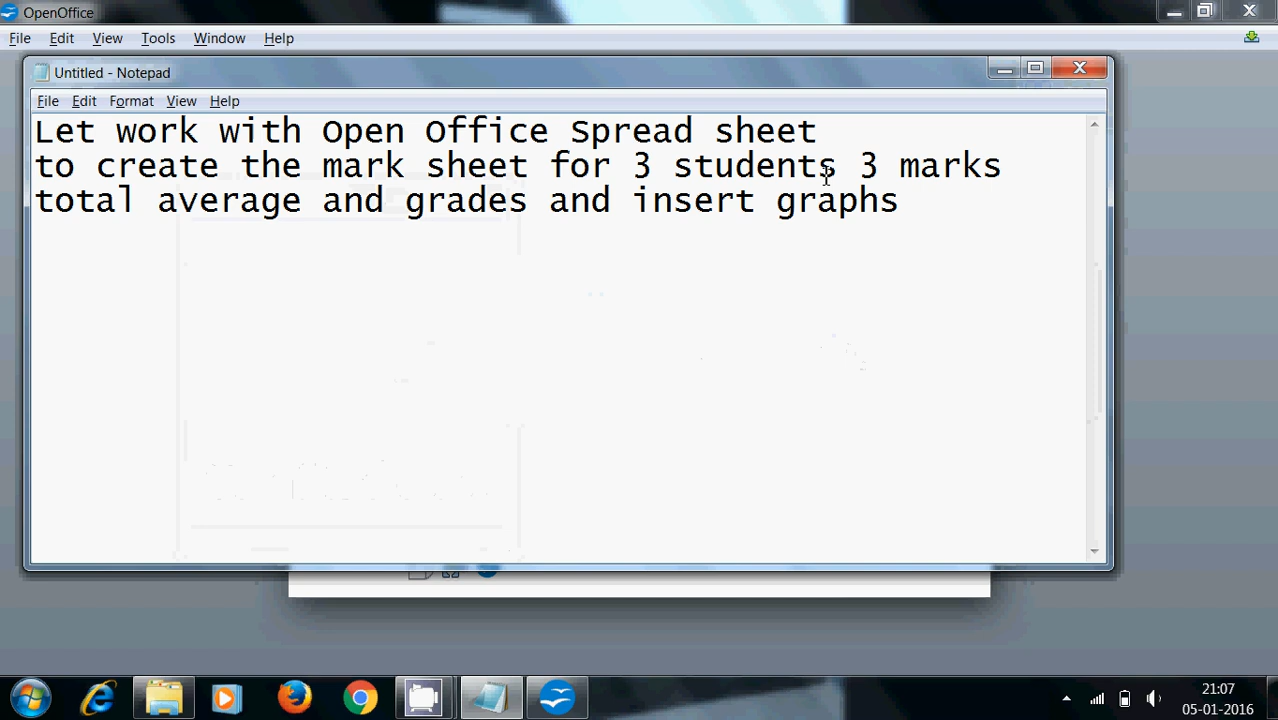 OpenOffice
File Edit View Tools Window Help
Untitled - Notepad
File Edit Format View Help
Let work with Open Office Spread sheet
to create the mark sheet for 3 students, 3 marks
total average and grades and insert graphs
21:07
05-01-2016